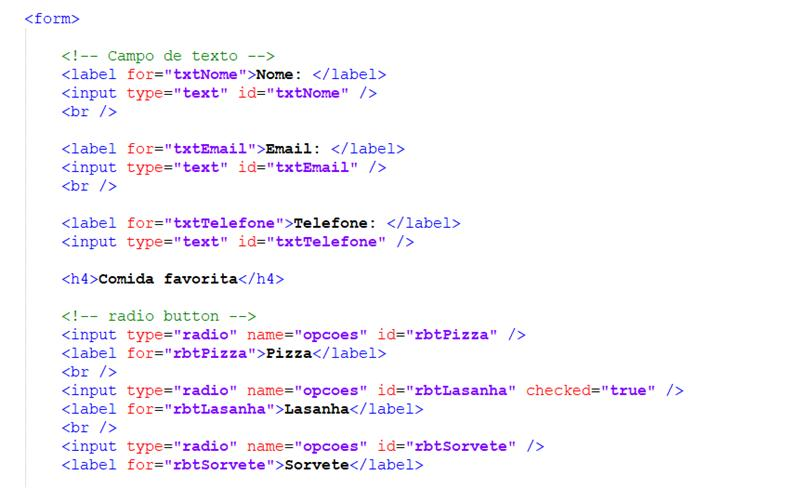 <form>
<!-- Campo de texto -->
<label for="txtNome">Nome: </label>
<input type="text" id="txtNome" />
<br />
<label for="txtEmail">Email: </label>
<input type="text" id="txtEmail" />
<br />
<label for="txtTelefone">Telefone: </label>
<input type="text" id="txtTelefone" />
<h4>Comida favorita</h4>
<!-- radio button -->
<input type="radio" name="opcoes" id="rbtPizza" />
<label for="rbtPizza">Pizza</label>
<br />
<input type="radio" name="opcoes" id="rbtLasanha" checked="true" />
<label for="rbtLasanha">Lasanha</label>
<br />
<input type="radio" name="opcoes" id="rbtSorvete" />
<label for="rbtSorvete">Sorvete</label>